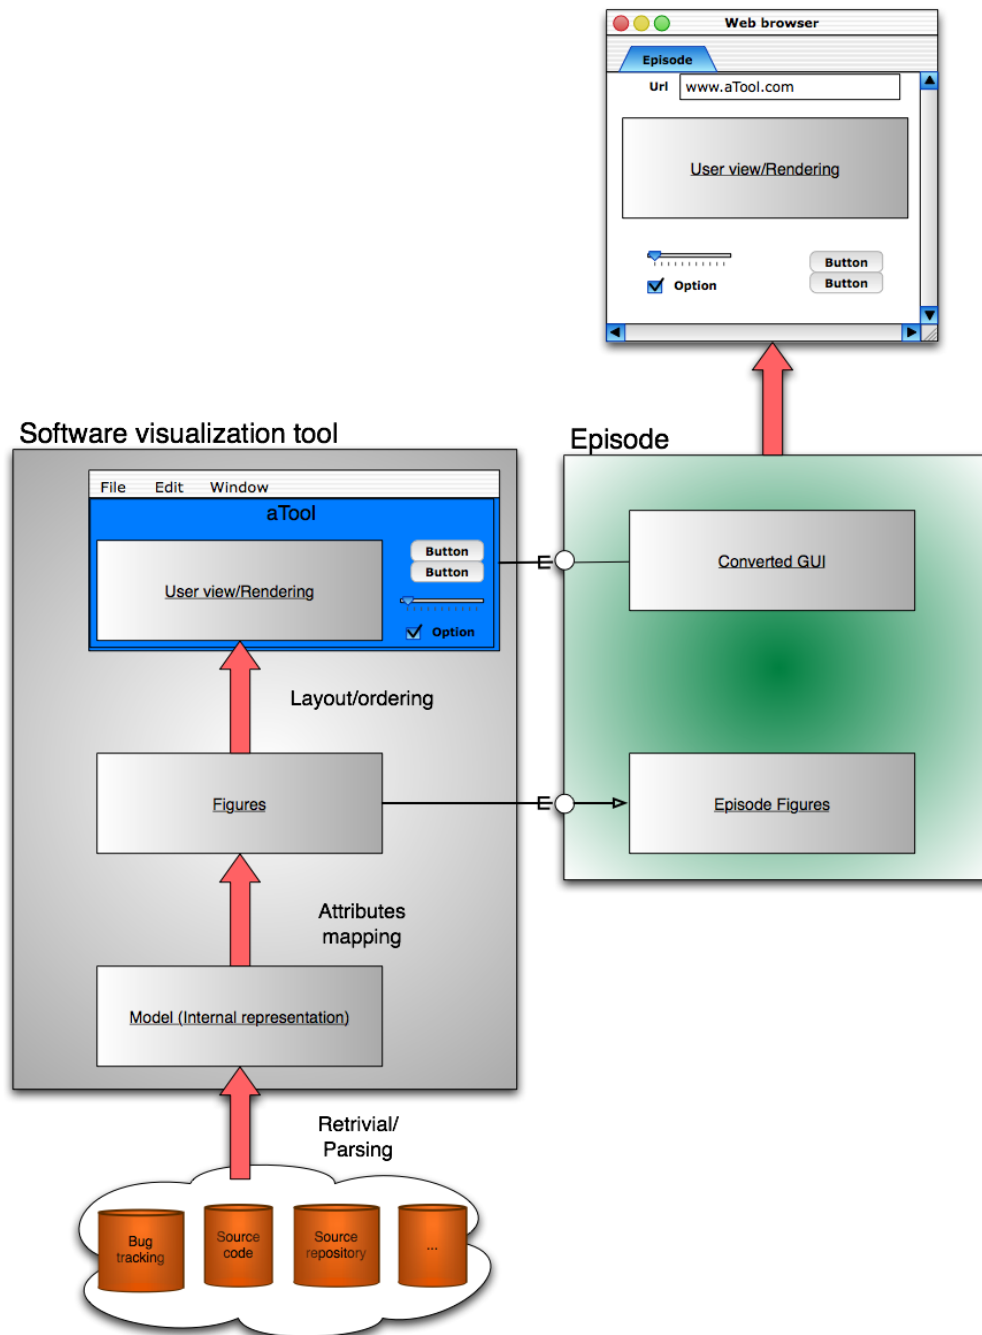 Web browser
Episode
Url www.aTool.com
User view/Rendering
Button
Option
Button
Software visualization tool
Episode
File Edit Window
aTool
Button
Button
User view/Rendering
Option
Converted GUI
Layout/ordering
Figures
Episode Figures
Attributes
mapping
Model (Internal representation)
Retrivial/
Parsing
Bug
tracking
Source
code
Source
repository
...